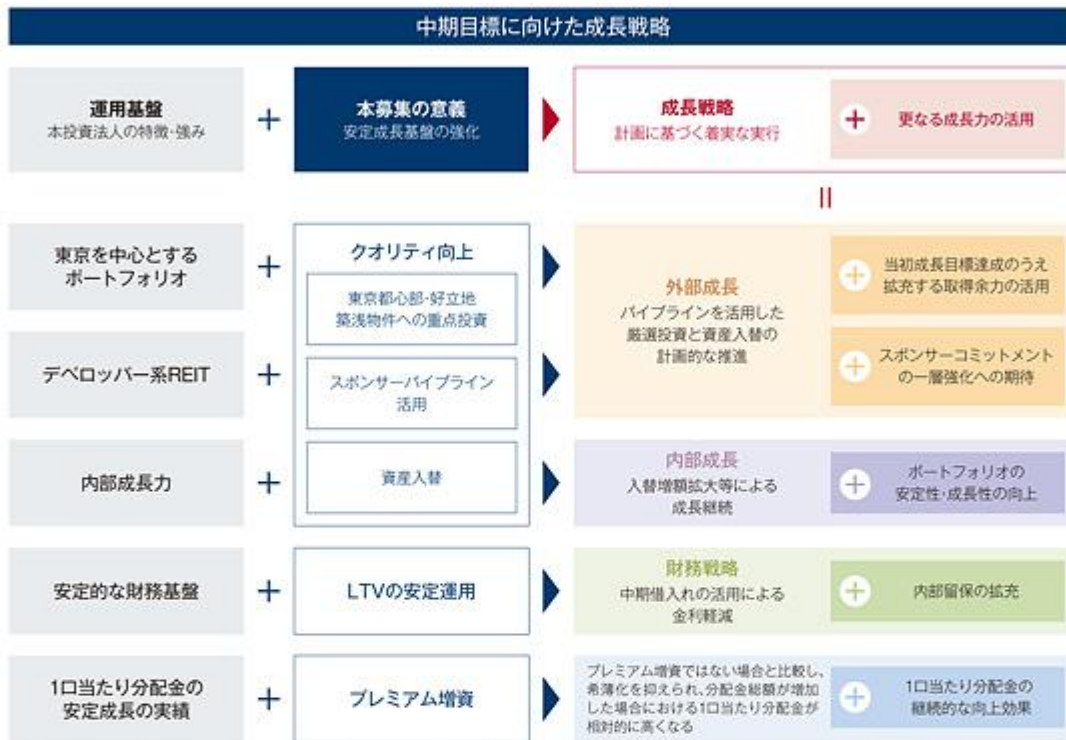 中期目標に向けた成長戦略
運用基盤
本投資法人の特徴・強み
+
本募集の意義
安定成長基盤の強化
成長戦略
計画に基づく着実な実行
+
更なる成長力の活用
=
東京を中心とする
ポートフォリオ
+
クオリティ向上
東京都心部・好立地
築浅物件への重点投資
外部成長
パイプラインを活用した
厳選投資と資産入替の
計画的な推進
+
当初成長目標達成のうえ
拡充する取得余力の活用
デベロッパー系REIT
+
スポンサーパイプライン
活用
+
スポンサーコミットメント
の一層強化への期待
内部成長力
+
資産入替
内部成長
入替増額拡大等による
成長継続
+
ポートフォリオの
安定性・成長性の向上
安定的な財務基盤
+
LTVの安定運用
財務戦略
中期借入れの活用による
金利軽減
+
内部留保の拡充
1口当たり分配金の
安定成長の実績
+
プレミアム増資
プレミアム増資ではない場合と比較し、
希薄化を抑えられ、分配金総額が増加
した場合における1口当たり分配金が
相対的に高くなる
+
1口当たり分配金の
継続的な向上効果